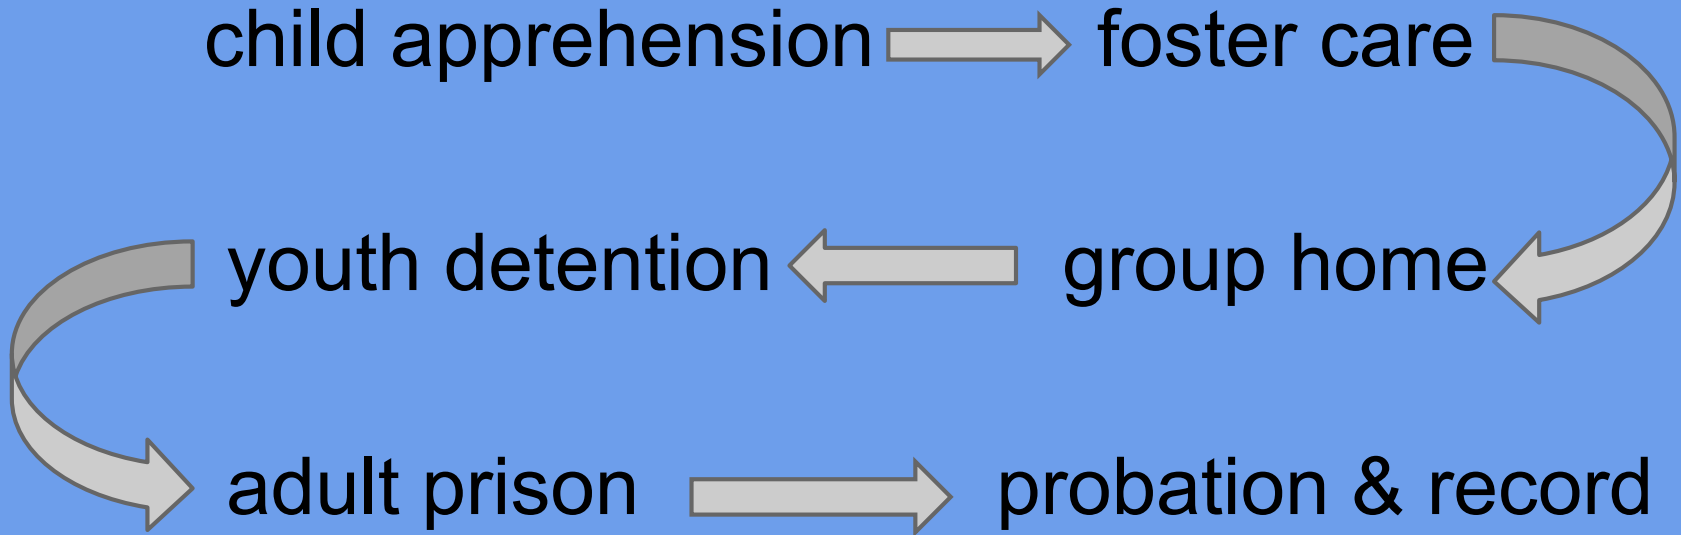 child apprehension foster care
youth detention group home
adult prison probation & record